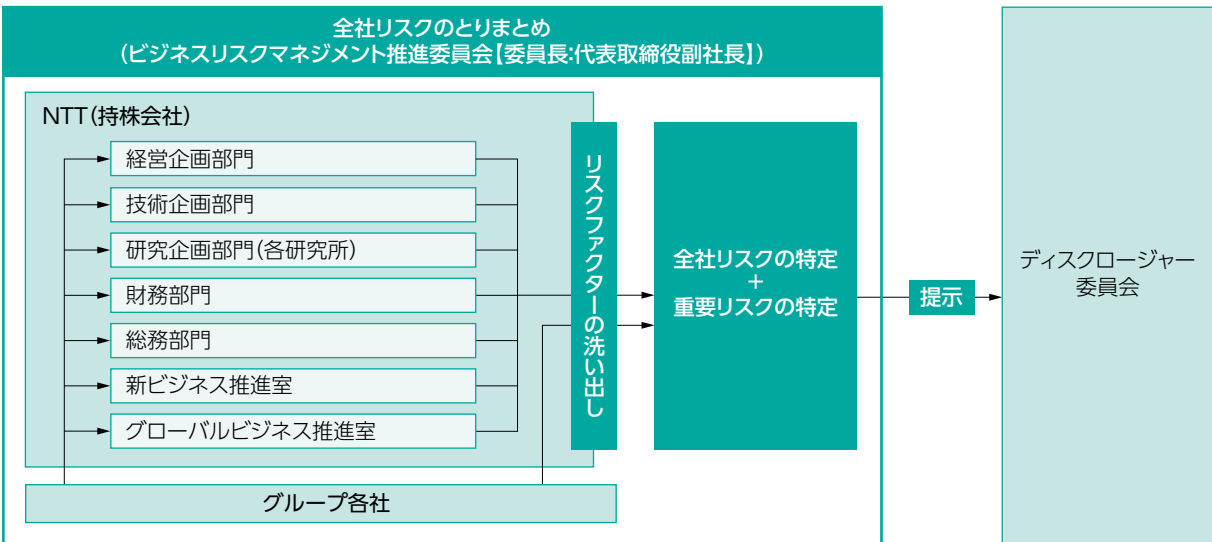 全社リスクのとりまとめ
(ビジネスリスクマネジメント推進委員会【委員長:代表取締役副社長】)
NTT(持株会社)
経営企画部門
技術企画部門
研究企画部門(各研究所)
財務部門
総務部門
新ビジネス推進室
グローバルビジネス推進室
リスクファクターの洗い出し
全社リスクの特定
+
重要リスクの特定
提示
ディスクロージャー
委員会
グループ各社